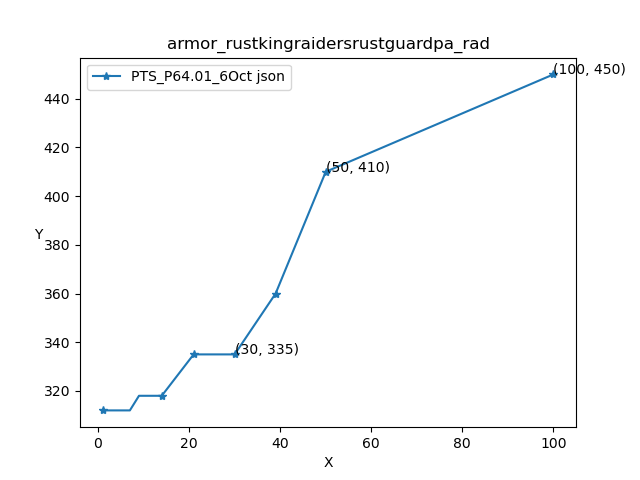 armor_rustkingraidersrustguardpa_rad
PTS_P64.01_6Oct json
(100, 450)
(50, 410)
(30, 335)
440
420
400
380
360
340
320
Y
0 20 40 60 80 100
X